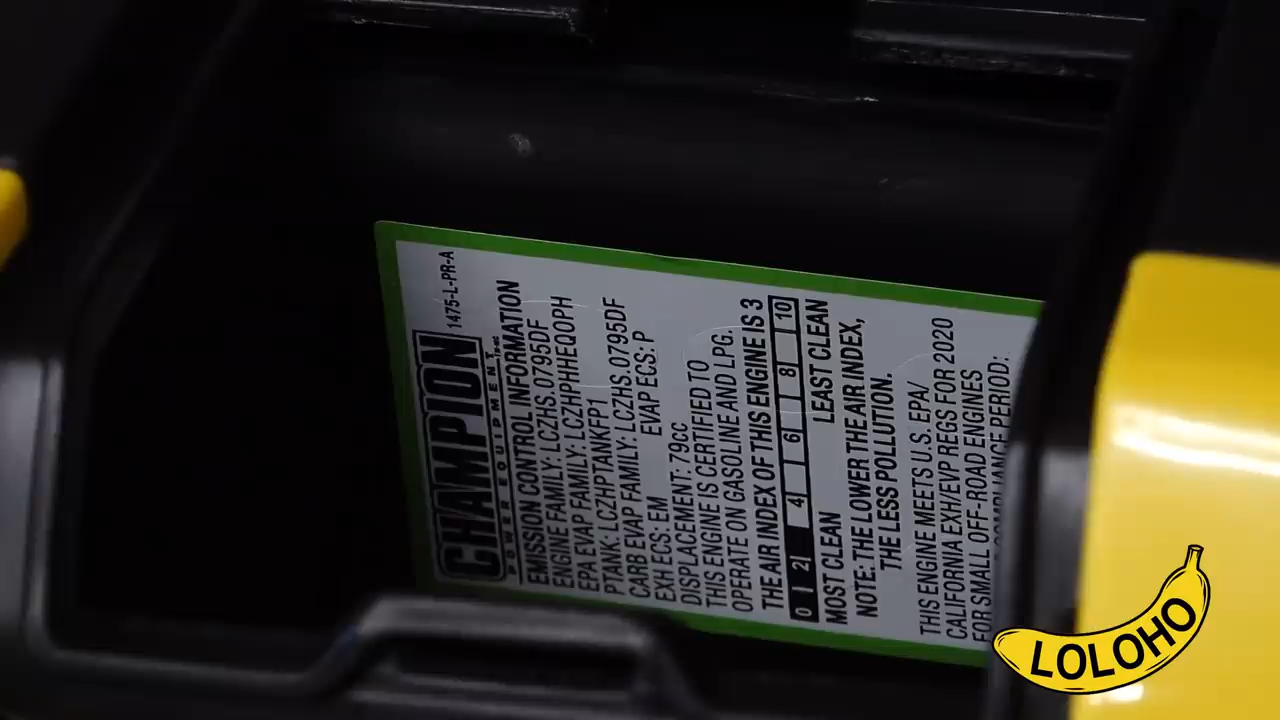 1475-L-PR-A
CHAMPION
POWER EQUIPMENT
EMISSION CONTROL INFORMATION
ENGINE FAMILY: LCZHS.0795DF
EPA EVAP FAMILY: LCZHPHHEQOPH
PTANK: LCZHPTANKFP1
CARB EVAP FAMILY: LCZHS.0795DF
EXH ECS: EM EVAP ECS: P
DISPLACEMENT: 79cc
THIS ENGINE IS CERTIFIED TO
OPERATE ON GASOLINE AND LPG.
THE AIR INDEX OF THIS ENGINE IS 3
0 2 4 6 8 10
MOST CLEAN LEAST CLEAN
NOTE: THE LOWER THE AIR INDEX,
THE LESS POLLUTION.
THIS ENGINE MEETS U.S. EPA/
CALIFORNIA EXH/EVP REGS FOR 2020
FOR SMALL OFF-ROAD ENGINES
COMPLIANCE PERIOD:
LOLOHO